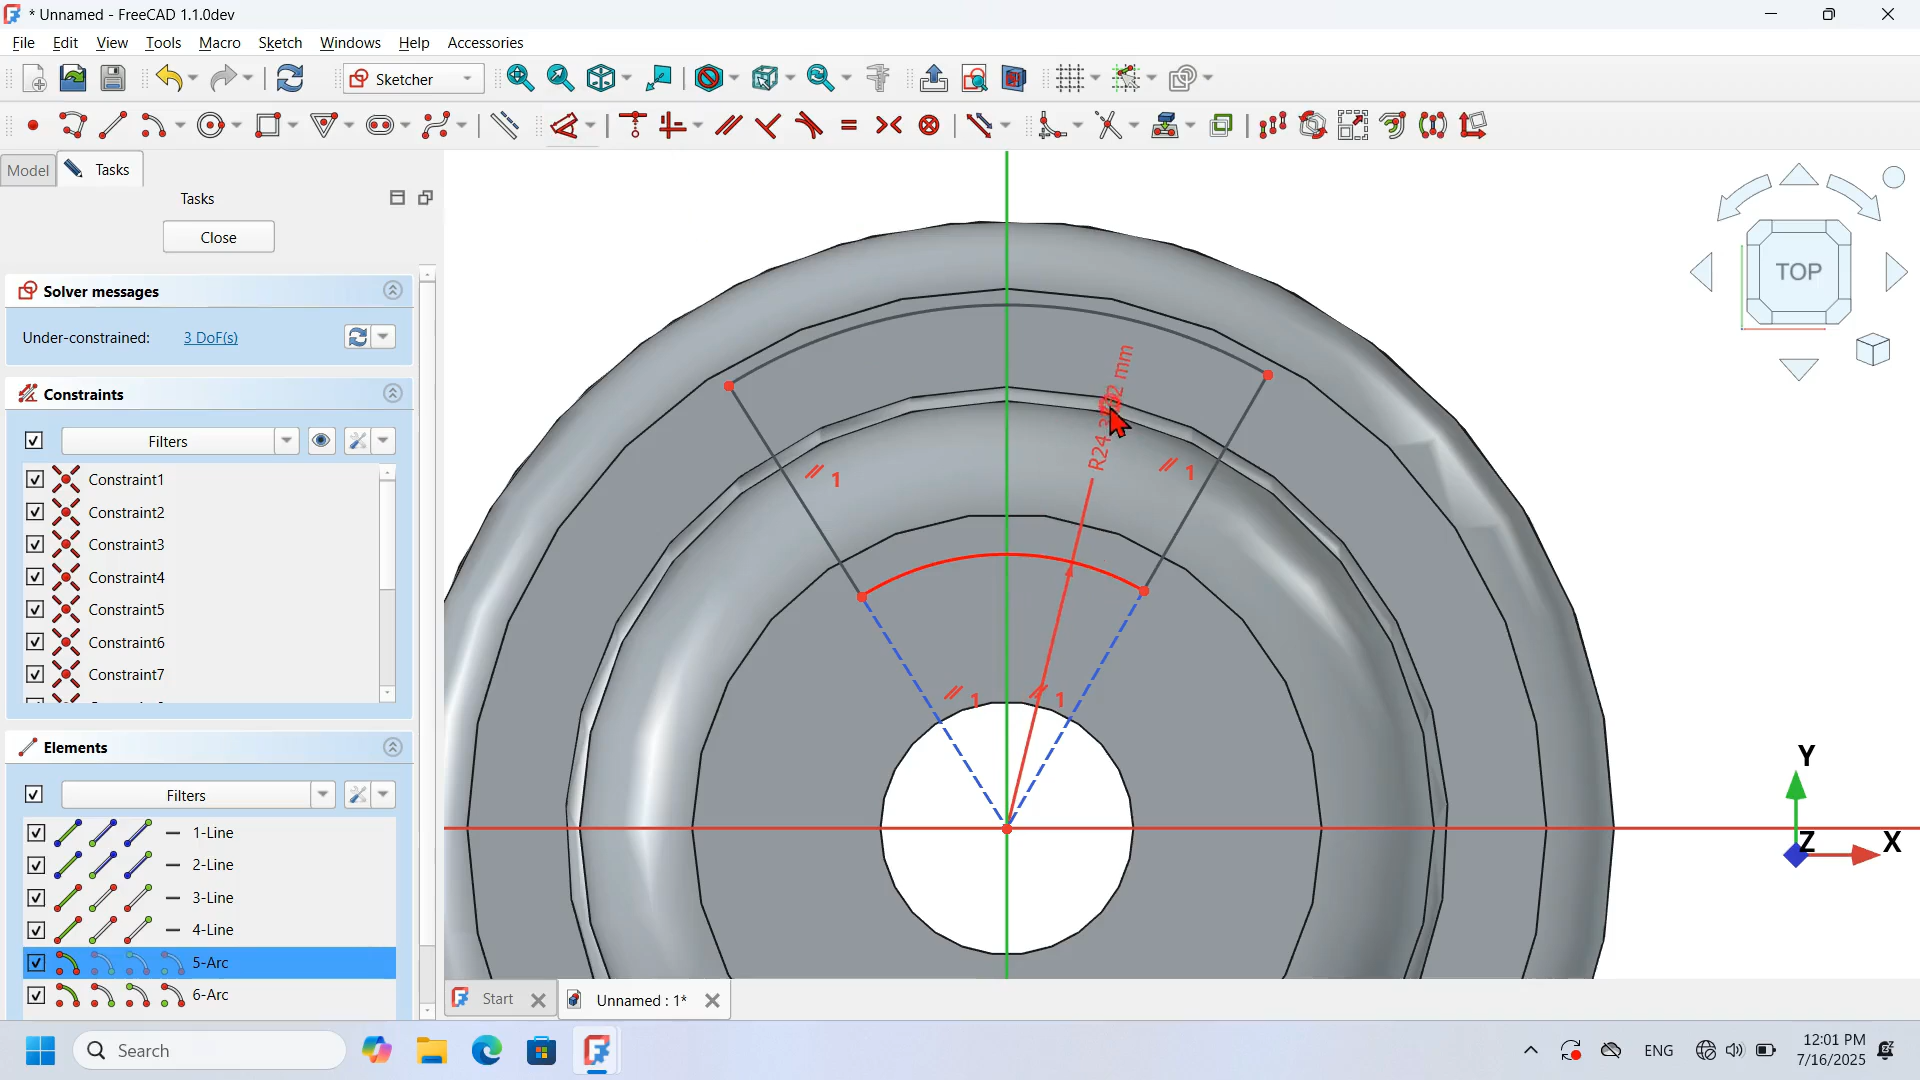 * Unnamed - FreeCAD 1.1.0dev
File Edit View Tools Macro Sketch Windows Help Accessories
Sketcher
Model Tasks
Tasks
Close
Solver messages
Under-constrained: 3 DoF(s)
Constraints
Filters
Constraint1
Constraint2
Constraint3
Constraint4
Constraint5
Constraint6
Constraint7
Elements
Filters
1-Line
2-Line
3-Line
4-Line
5-Arc
6-Arc
TOP
mm
R24
1
1
1
1
Y
Z
X
Start
Unnamed : 1*
Search
ENG
12:01 PM
7/16/2025